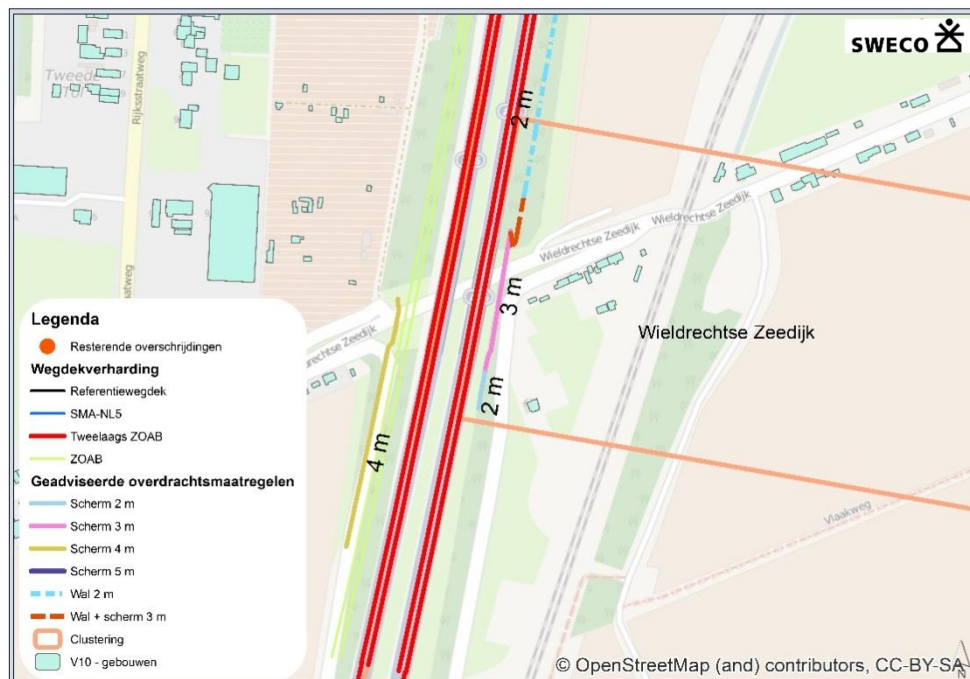 SWECO
Tweede
Tol
Rijksstraatweg
2 m
Wieldrechtse Zeedijk
Wieldrechtse Zeedijk
3 m
Wieldrechtse Zeedijk
2 m
4 m
Vlaakweg
Legenda
Resterende overschrijdingen
Wegdekverharding
Referentiewegdek
SMA-NL5
Tweelaags ZOAB
ZOAB
Geadviseerde overdrachtsmaatregelen
Scherm 2 m
Scherm 3 m
Scherm 4 m
Scherm 5 m
Wal 2 m
Wal + scherm 3 m
Clustering
V10 - gebouwen
© OpenStreetMap (and) contributors, CC-BY-SA
N